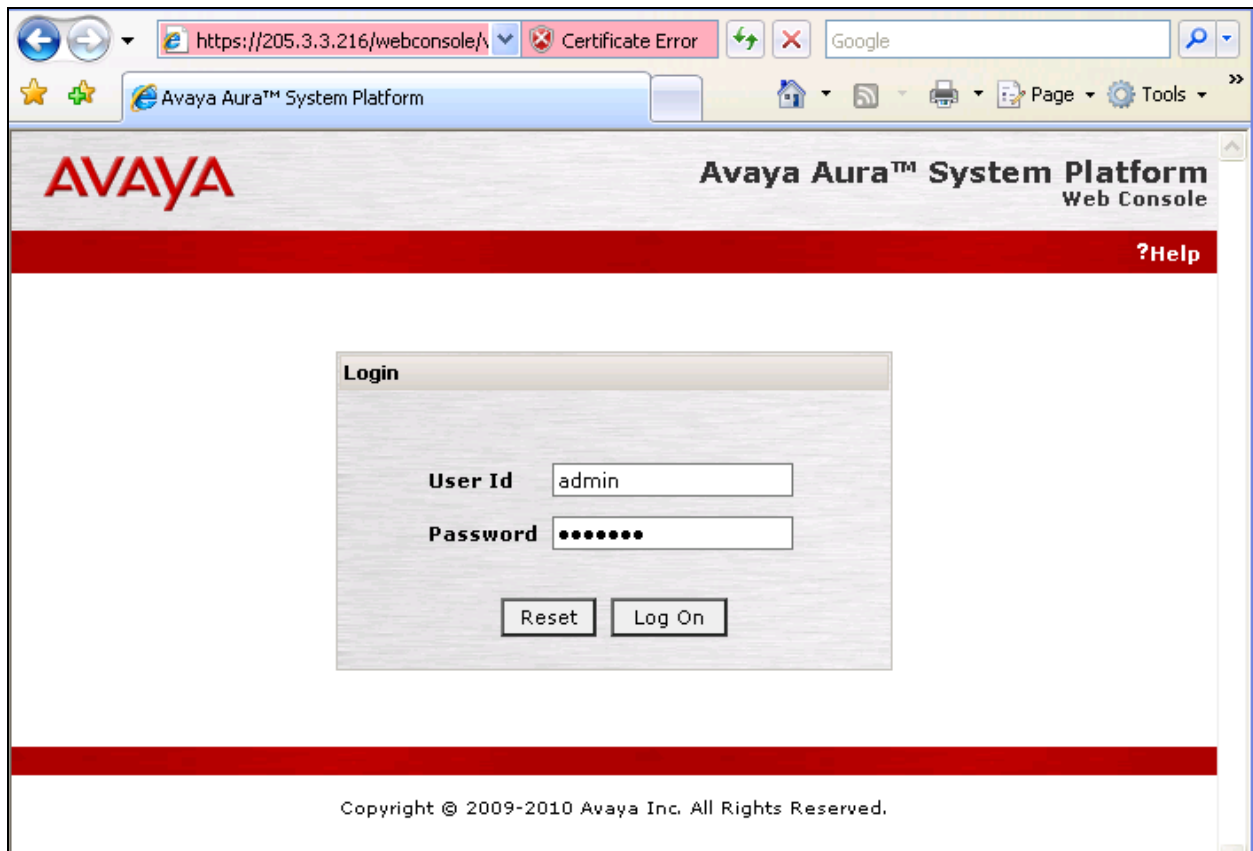 https://205.3.3.216/webconsole/ Certificate Error Google
Avaya Aura™ System Platform Page Tools »
AVAYA
Avaya Aura™ System Platform
Web Console
?Help
Login
User Id admin
Password •••••••
Reset Log On
Copyright © 2009-2010 Avaya Inc. All Rights Reserved.